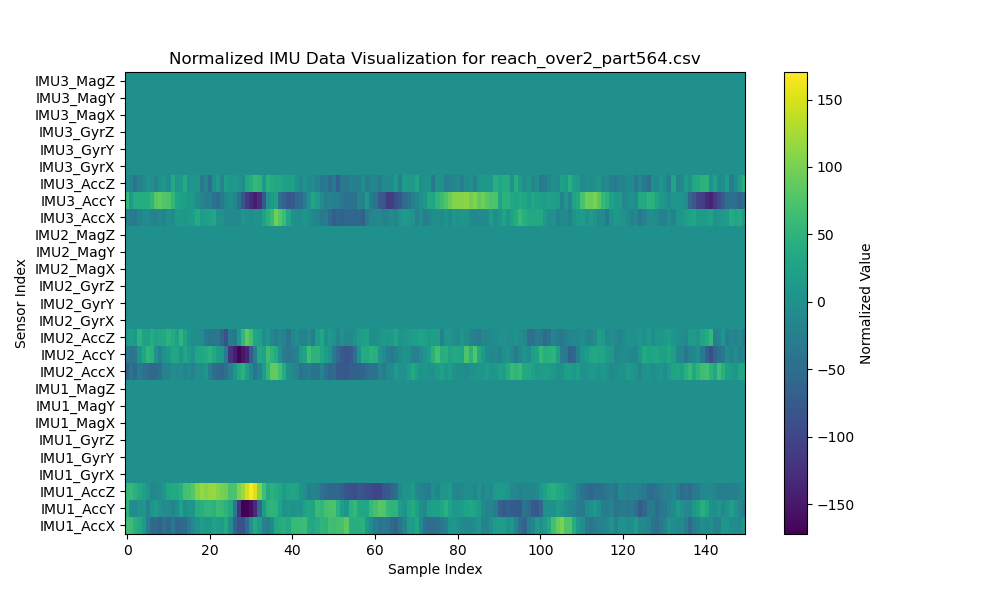 Normalized IMU Data Visualization for reach_over2_part564.csv
Sensor Index
IMU3_MagZ
IMU3_MagY
IMU3_MagX
IMU3_GyrZ
IMU3_GyrY
IMU3_GyrX
IMU3_AccZ
IMU3_AccY
IMU3_AccX
IMU2_MagZ
IMU2_MagY
IMU2_MagX
IMU2_GyrZ
IMU2_GyrY
IMU2_GyrX
IMU2_AccZ
IMU2_AccY
IMU2_AccX
IMU1_MagZ
IMU1_MagY
IMU1_MagX
IMU1_GyrZ
IMU1_GyrY
IMU1_GyrX
IMU1_AccZ
IMU1_AccY
IMU1_AccX
0 20 40 60 80 100 120 140
Sample Index
150
100
50
0
−50
−100
−150
Normalized Value